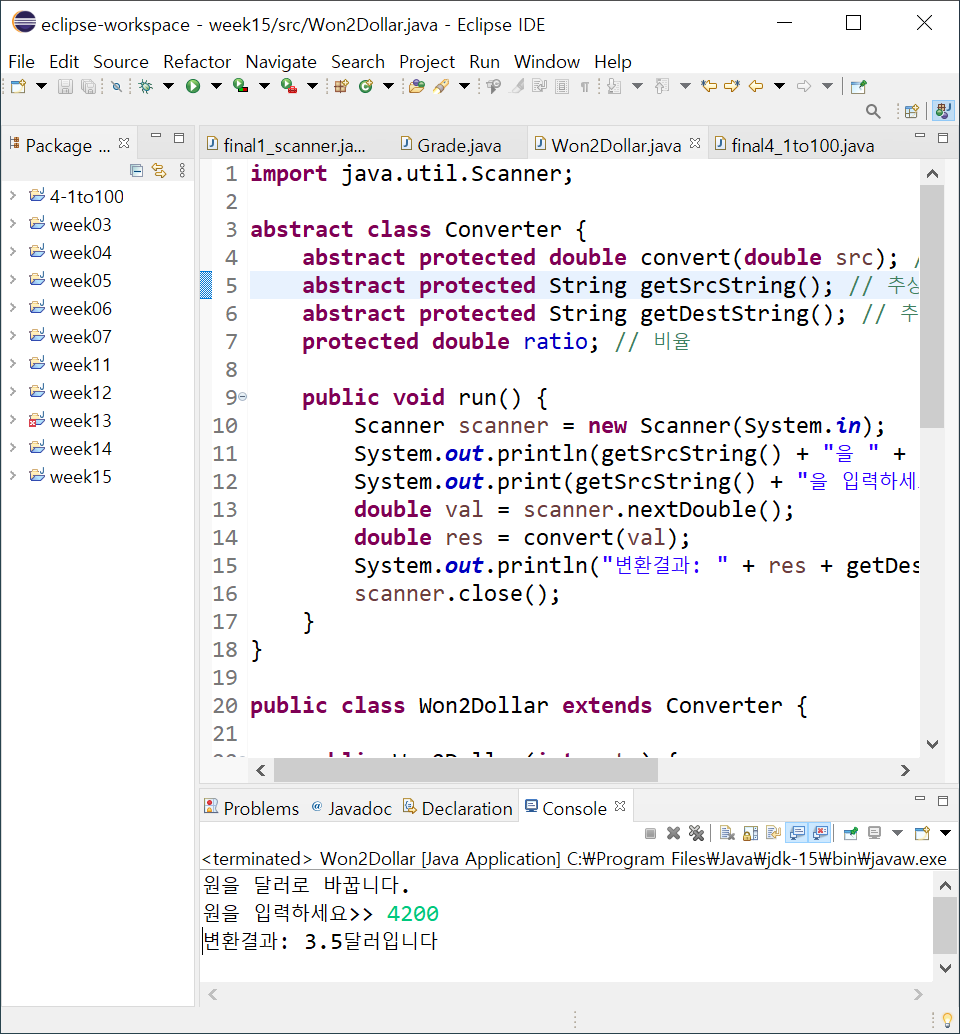 eclipse-workspace - week15/src/Won2Dollar.java - Eclipse IDE
File Edit Source Refactor Navigate Search Project Run Window Help
Package ...
4-1to100
week03
week04
week05
week06
week07
week11
week12
week13
week14
week15
final1_scanner.ja... Grade.java Won2Dollar.java final4_1to100.java
1 import java.util.Scanner;
2
3 abstract class Converter {
4 abstract protected double convert(double src); /
5 abstract protected String getSrcString(); // 추상
6 abstract protected String getDestString(); // 추
7 protected double ratio; // 비율
8
9 public void run() {
10 Scanner scanner = new Scanner(System.in);
11 System.out.println(getSrcString() + "을 " +
12 System.out.print(getSrcString() + "을 입력하세
13 double val = scanner.nextDouble();
14 double res = convert(val);
15 System.out.println("변환결과: " + res + getDes
16 scanner.close();
17 }
18 }
19
20 public class Won2Dollar extends Converter {
21
Problems Javadoc Declaration Console
<terminated> Won2Dollar [Java Application] C:₩Program Files₩Java₩jdk-15₩bin₩javaw.exe
원을 달러로 바꿉니다.
원을 입력하세요>> 4200
변환결과: 3.5달러입니다